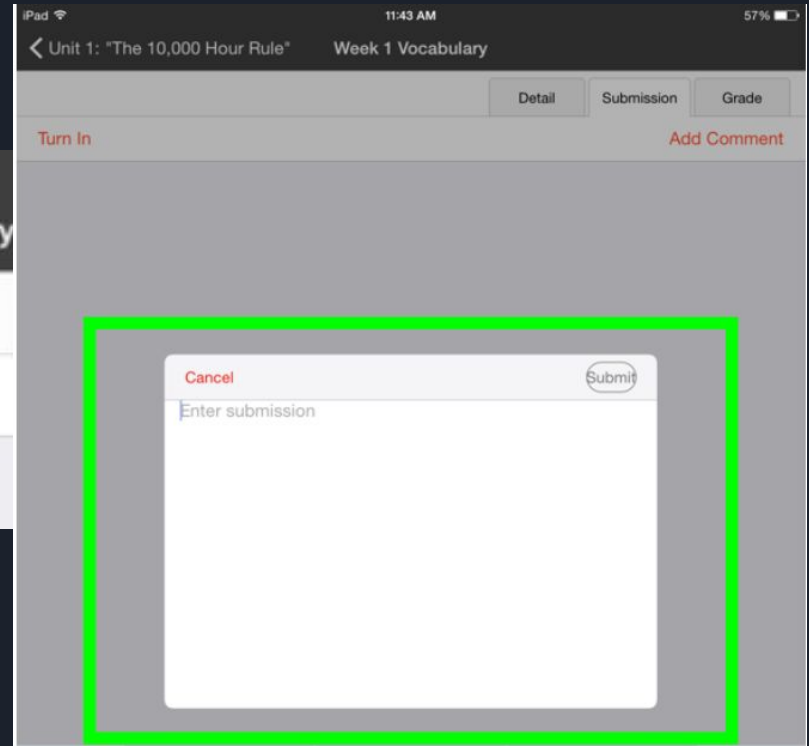 iPad 11:43 AM 57%
Unit 1: "The 10,000 Hour Rule" Week 1 Vocabulary
Detail Submission Grade
Turn In Add Comment
y
Cancel Submit
Enter submission